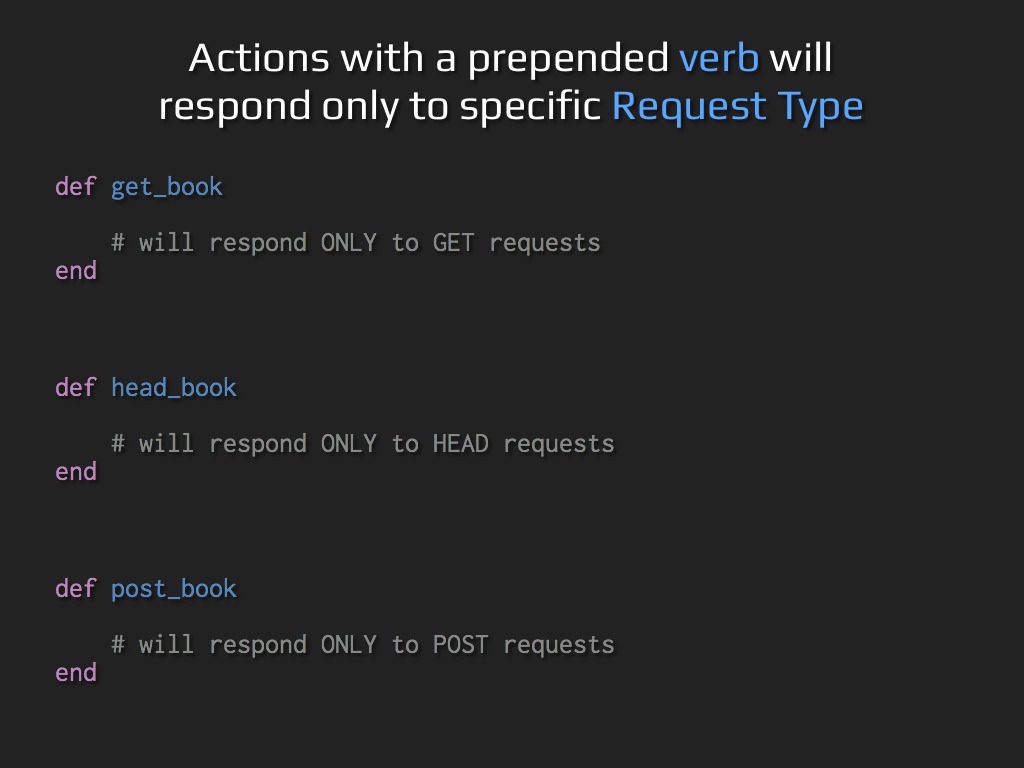 Actions with a prepended verb will
respond only to specific Request Type
def get_book
# will respond ONLY to GET requests
end
def head_book
# will respond ONLY to HEAD requests
end
def post_book
# will respond ONLY to POST requests
end